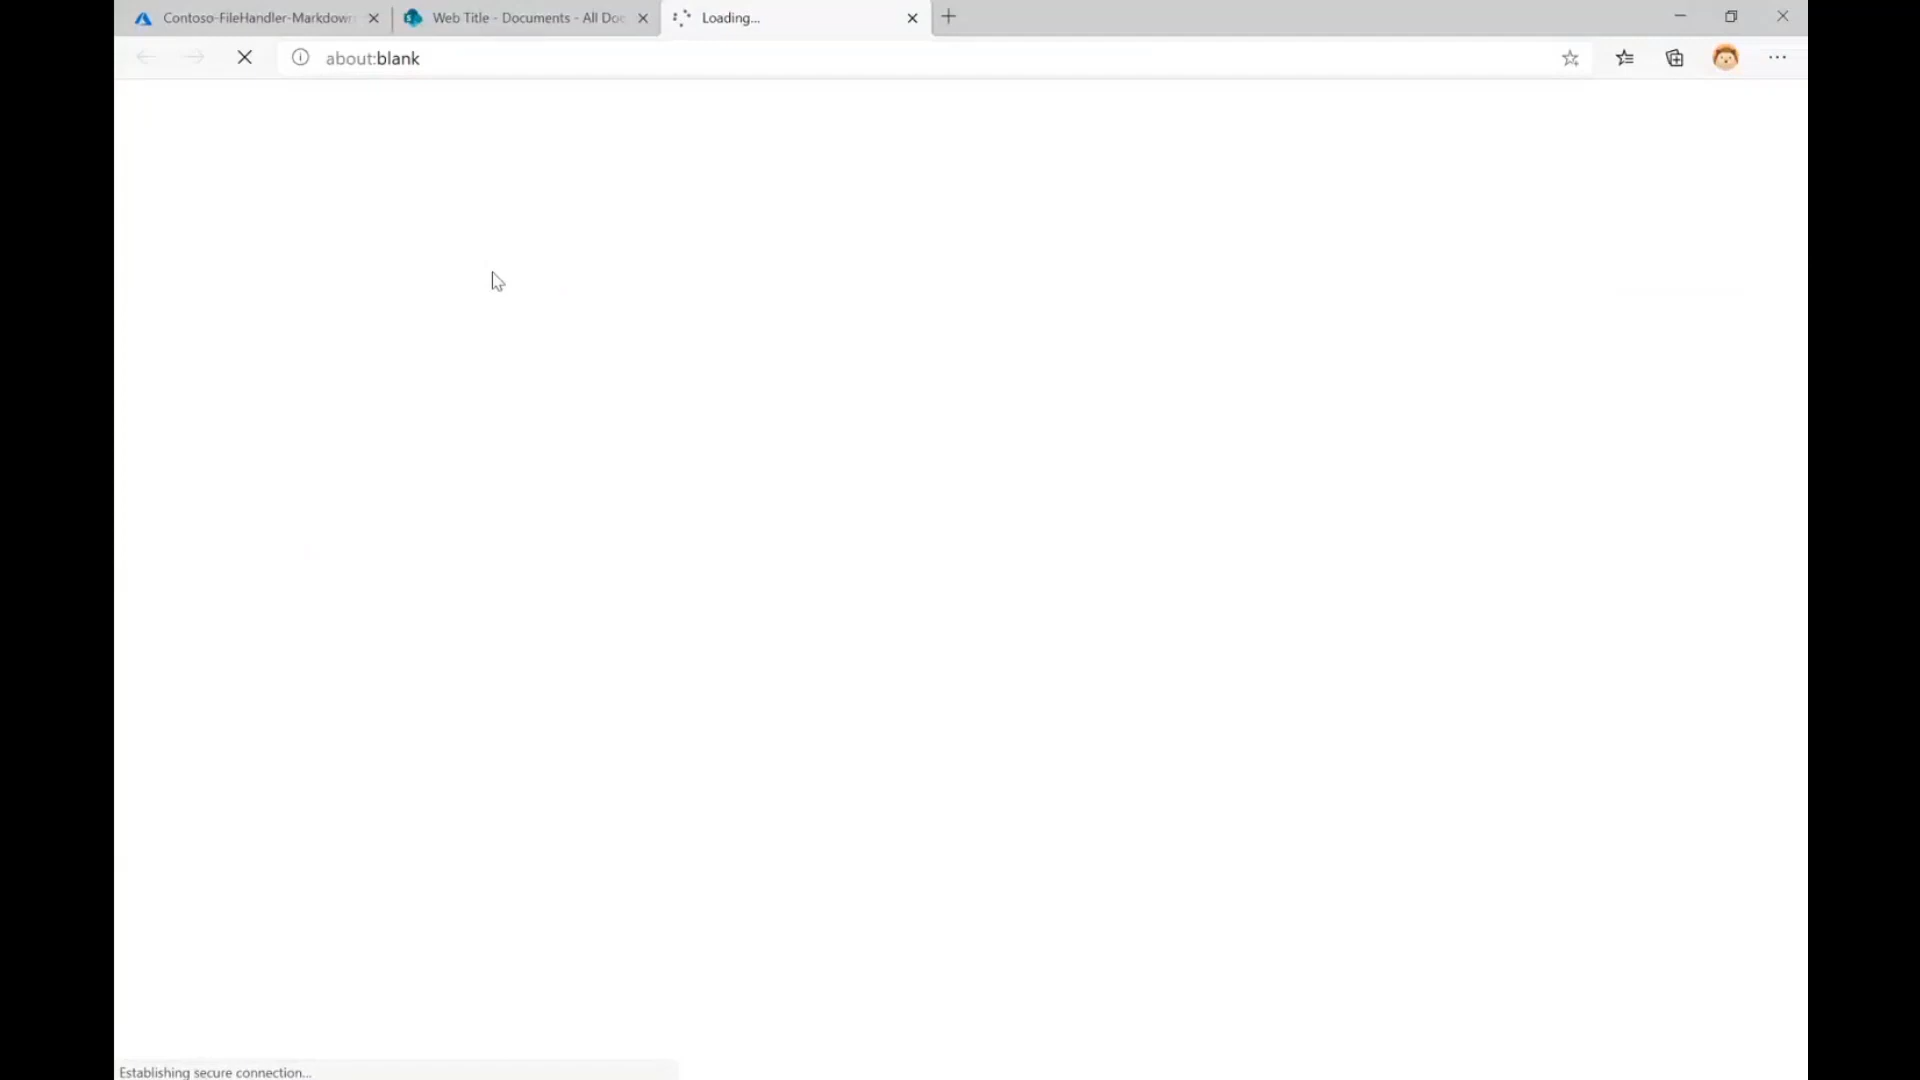 Contoso-FileHandler-Markdown
Web Title - Documents - All Doc
Loading...
about:blank
Establishing secure connection...